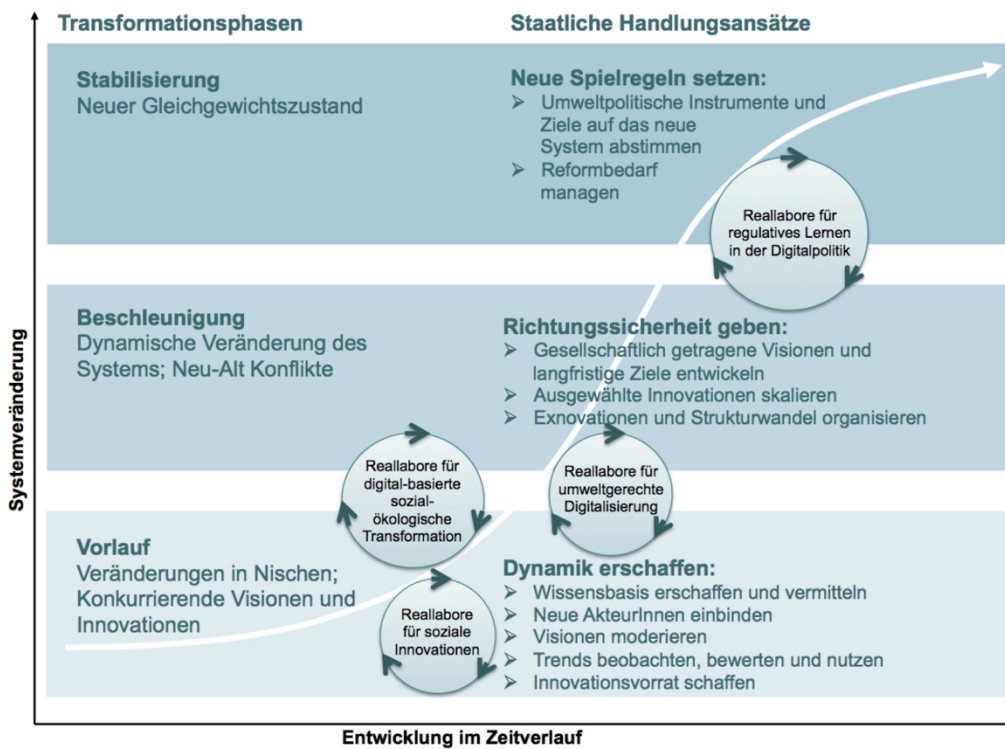 Transformationsphasen
Staatliche Handlungsansätze
Stabilisierung
Neuer Gleichgewichtszustand
Neue Spielregeln setzen:
➢ Umweltpolitische Instrumente und
Ziele auf das neue
System abstimmen
➢ Reformbedarf
managen
Reallabore für
regulatives Lernen
in der Digitalpolitik
Beschleunigung
Dynamische Veränderung des
Systems; Neu-Alt Konflikte
Richtungssicherheit geben:
➢ Gesellschaftlich getragene Visionen und
langfristige Ziele entwickeln
➢ Ausgewählte Innovationen skalieren
➢ Exnovationen und Strukturwandel organisieren
Reallabore für
digital-basierte
sozial-
ökologische
Transformation
Reallabore für
umweltgerechte
Digitalisierung
Vorlauf
Veränderungen in Nischen;
Konkurrierende Visionen und
Innovationen
Reallabore
für soziale
Innovationen
Dynamik erschaffen:
➢ Wissensbasis erschaffen und vermitteln
➢ Neue AkteurInnen einbinden
➢ Visionen moderieren
➢ Trends beobachten, bewerten und nutzen
➢ Innovationsvorrat schaffen
Systemveränderung
Entwicklung im Zeitverlauf